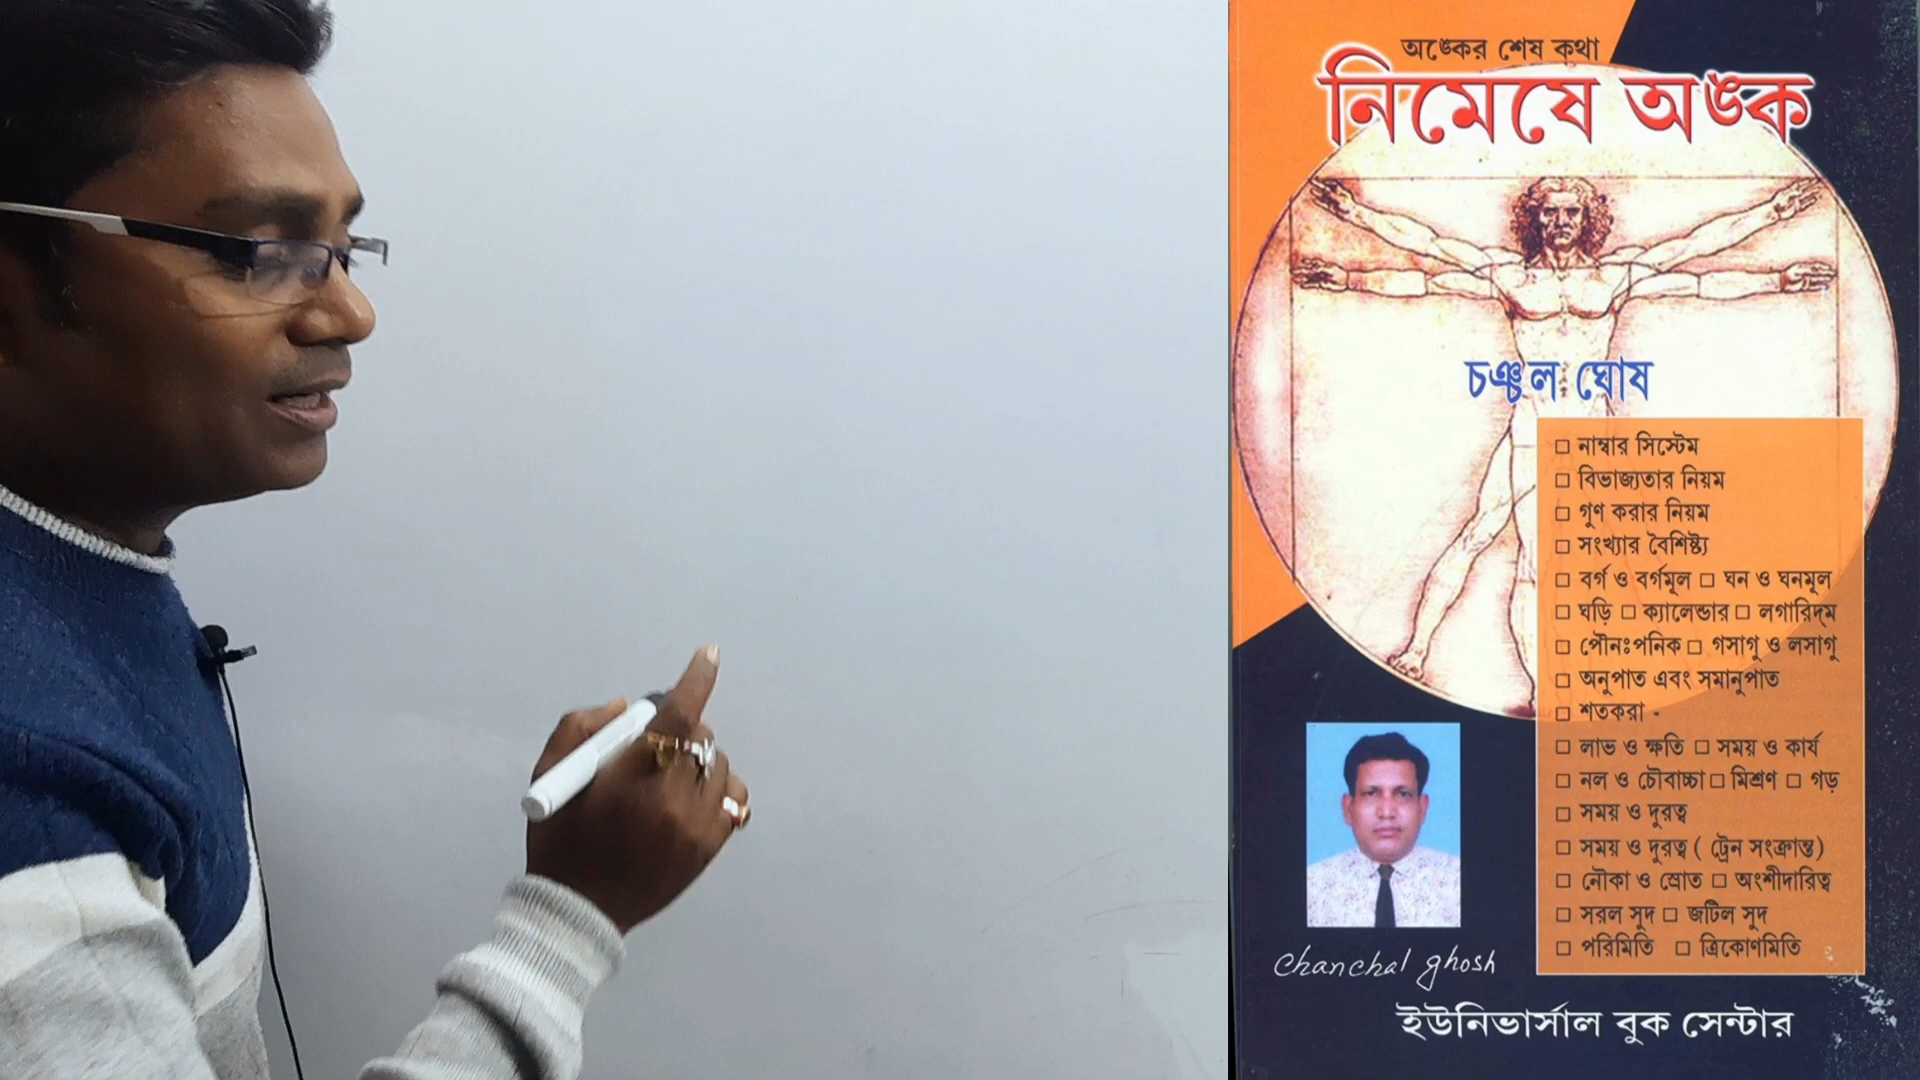 অঙ্কের শেষ কথা
নিমেষে অঙ্ক
চঞ্চল ঘোষ
□ নাম্বার সিস্টেম
□ বিভাজ্যতার নিয়ম
□ গুণ করার নিয়ম
□ সংখ্যার বৈশিষ্ট্য
□ বর্গ ও বর্গমূল □ ঘন ও ঘনমূল
□ ঘড়ি □ ক্যালেন্ডার □ লগারিদ্‌ম
□ পৌনঃপনিক □ গসাগু ও লসাগু
□ অনুপাত এবং সমানুপাত
□ শতকরা -
□ লাভ ও ক্ষতি □ সময় ও কার্য
□ নল ও চৌবাচ্চা □ মিশ্রণ □ গড়
□ সময় ও দুরত্ব
□ সময় ও দুরত্ব ( ট্রেন সংক্রান্ত)
□ নৌকা ও স্রোত □ অংশীদারিত্ব
□ সরল সুদ □ জটিল সুদ
□ পরিমিতি □ ত্রিকোণমিতি
chanchal ghosh
ইউনিভার্সাল বুক সেন্টার